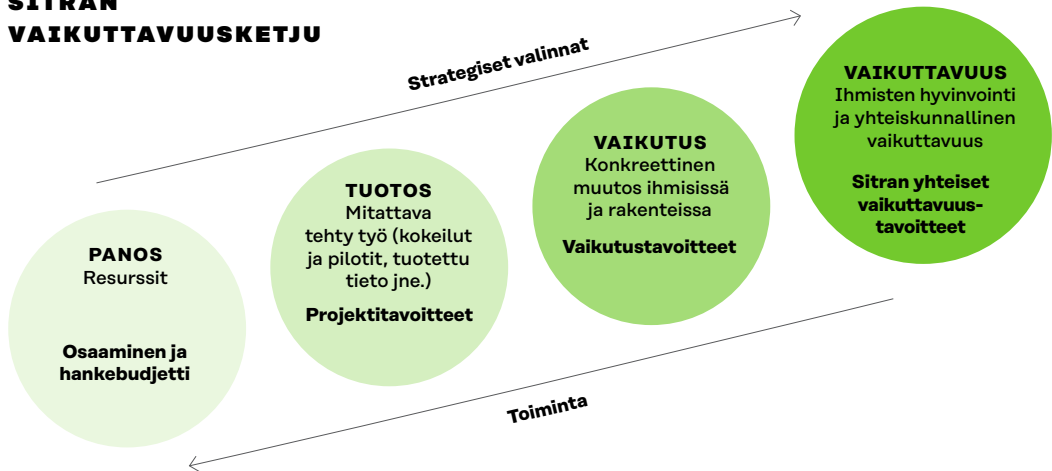 SITRAN
VAIKUTTAVUUSKETJU
Strategiset valinnat
PANOS
Resurssit
Osaaminen ja
hankebudjetti
TUOTOS
Mitattava
tehty työ (kokeilut
ja pilotit, tuotettu
tieto jne.)
Projektitavoitteet
VAIKUTUS
Konkreettinen
muutos ihmisissä
ja rakenteissa
Vaikutustavoitteet
VAIKUTTAVUUS
Ihmisten hyvinvointi
ja yhteiskunnallinen
vaikuttavuus
Sitran yhteiset
vaikuttavuus-
tavoitteet
Toiminta